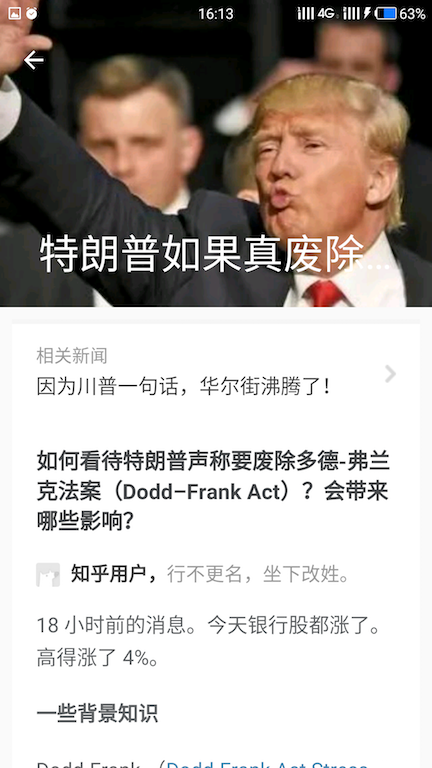 16:13
4G
63%
特朗普如果真废除...
相关新闻
因为川普一句话，华尔街沸腾了！
如何看待特朗普声称要废除多德-弗兰
克法案（Dodd–Frank Act）？会带来
哪些影响？
知乎用户，行不更名，坐下改姓。
18 小时前的消息。今天银行股都涨了。
高得涨了 4%。
一些背景知识
Dodd Frank （Dodd Frank Act Stress